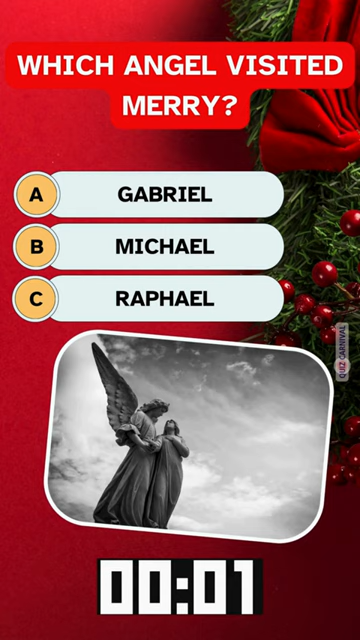 WHICH ANGEL VISITED
MERRY?
A GABRIEL
B MICHAEL
C RAPHAEL
QUIZ CARNIVAL
00:01